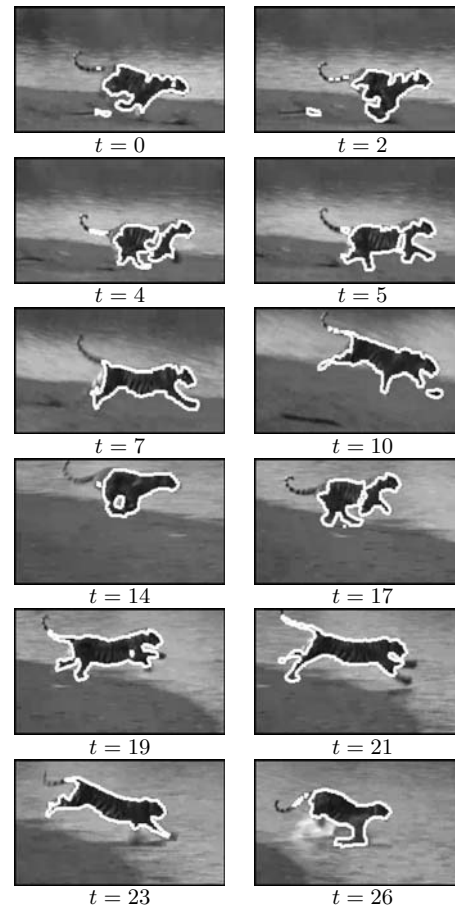 t = 0 t = 2
t = 4 t = 5
t = 7 t = 10
t = 14 t = 17
t = 19 t = 21
t = 23 t = 26